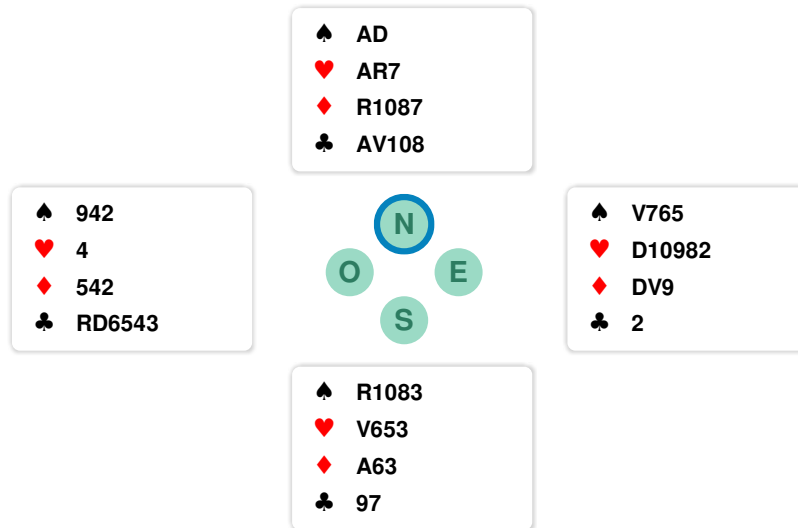 ♠ AD
♥ AR7
♦ R1087
♣ AV108
♠ 942
♥ 4
♦ 542
♣ RD6543
N
O E
S
♠ V765
♥ D10982
♦ DV9
♣ 2
♠ R1083
♥ V653
♦ A63
♣ 97